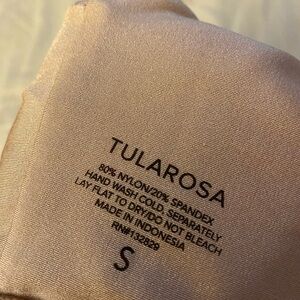 TULAROSA
80% NYLON/20% SPANDEX
HAND WASH COLD, SEPARATELY
LAY FLAT TO DRY/DO NOT BLEACH
MADE IN INDONESIA
RN#132829
S